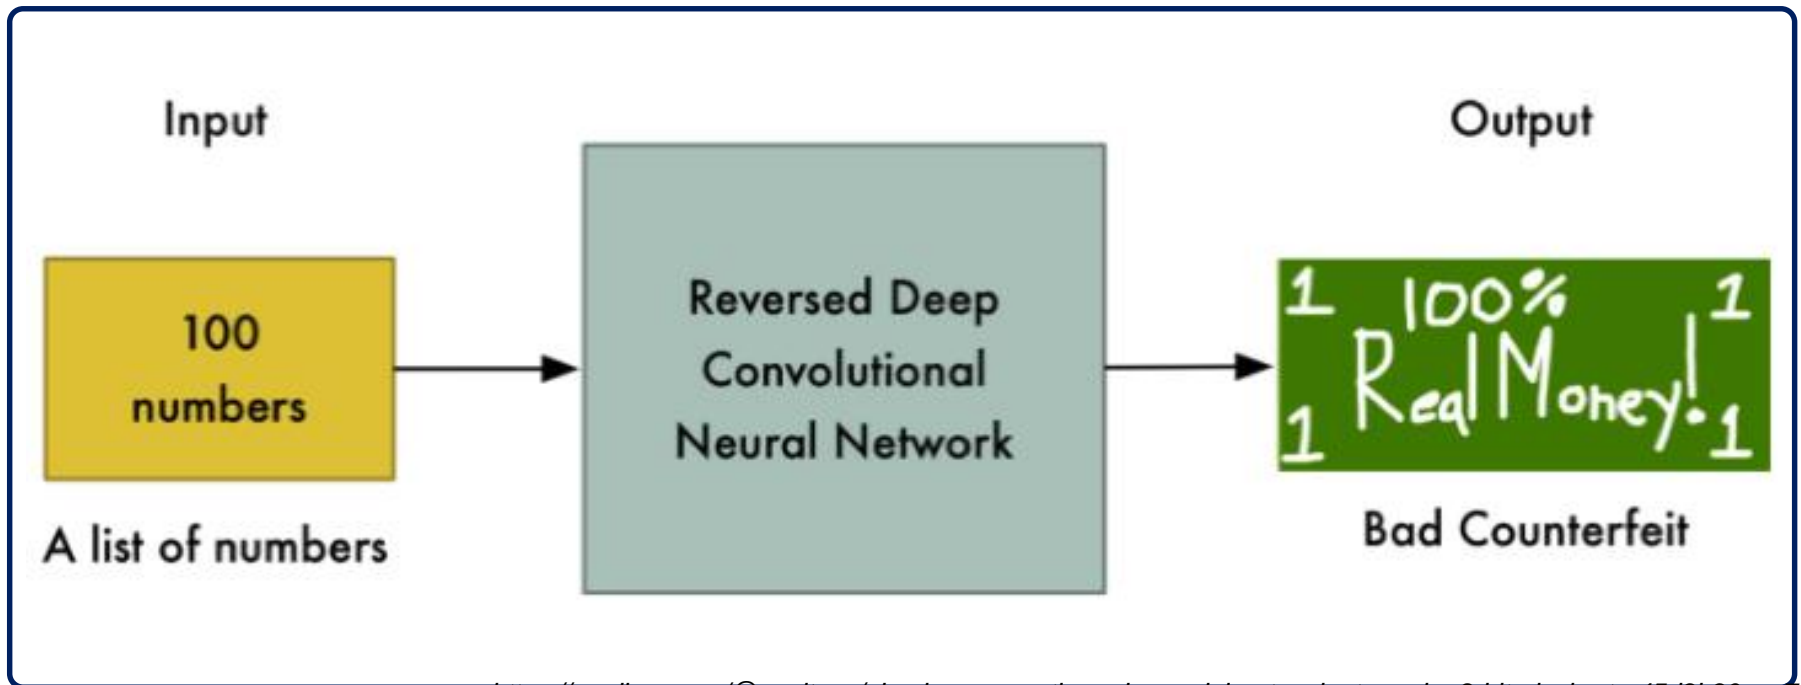 Input
Output
100
numbers
A list of numbers
Reversed Deep
Convolutional
Neural Network
1 100% 1
Real Money!
1 1
Bad Counterfeit